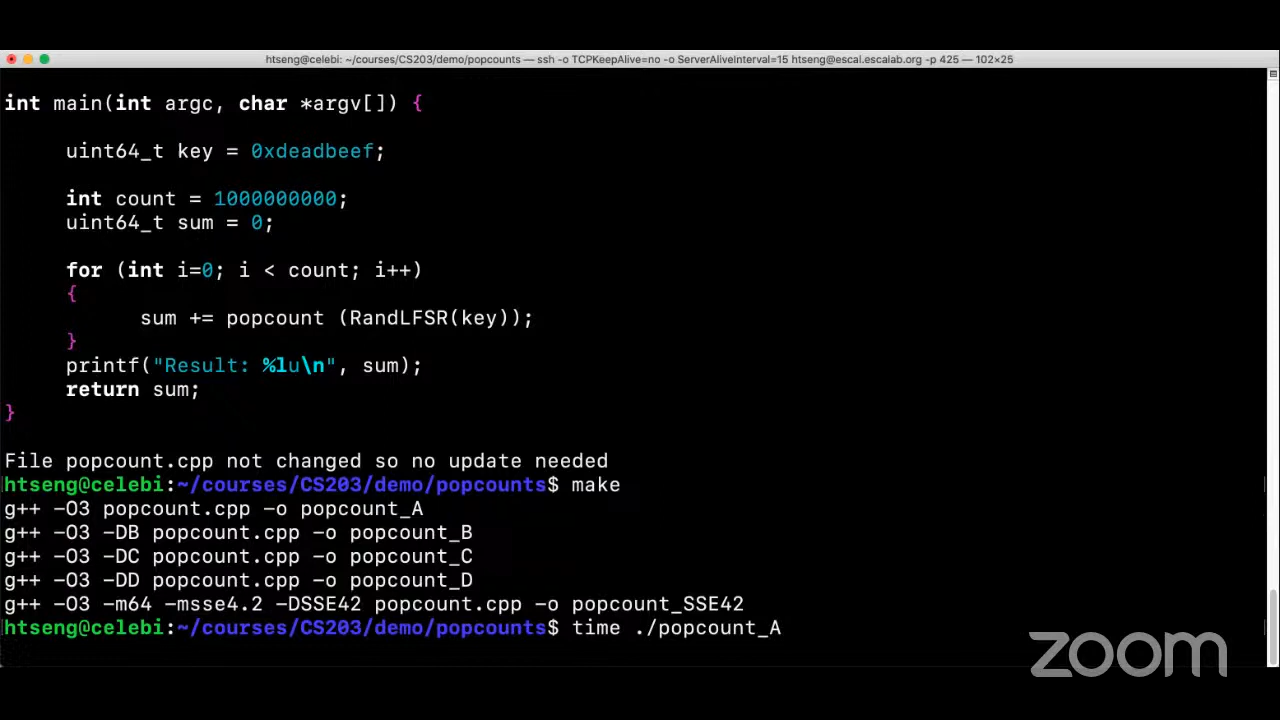 htseng@celebi: ~/courses/CS203/demo/popcounts — ssh -o TCPKeepAlive=no -o ServerAliveInterval=15 htseng@escal.escalab.org -p 425 — 102×25
int main(int argc, char *argv[]) {
uint64_t key = 0xdeadbeef;
int count = 1000000000;
uint64_t sum = 0;
for (int i=0; i < count; i++)
{
sum += popcount (RandLFSR(key));
}
printf("Result: %lu\n", sum);
return sum;
}
File popcount.cpp not changed so no update needed
htseng@celebi:~/courses/CS203/demo/popcounts$ make
g++ -O3 popcount.cpp -o popcount_A
g++ -O3 -DB popcount.cpp -o popcount_B
g++ -O3 -DC popcount.cpp -o popcount_C
g++ -O3 -DD popcount.cpp -o popcount_D
g++ -O3 -m64 -msse4.2 -DSSE42 popcount.cpp -o popcount_SSE42
htseng@celebi:~/courses/CS203/demo/popcounts$ time ./popcount_A
zoom